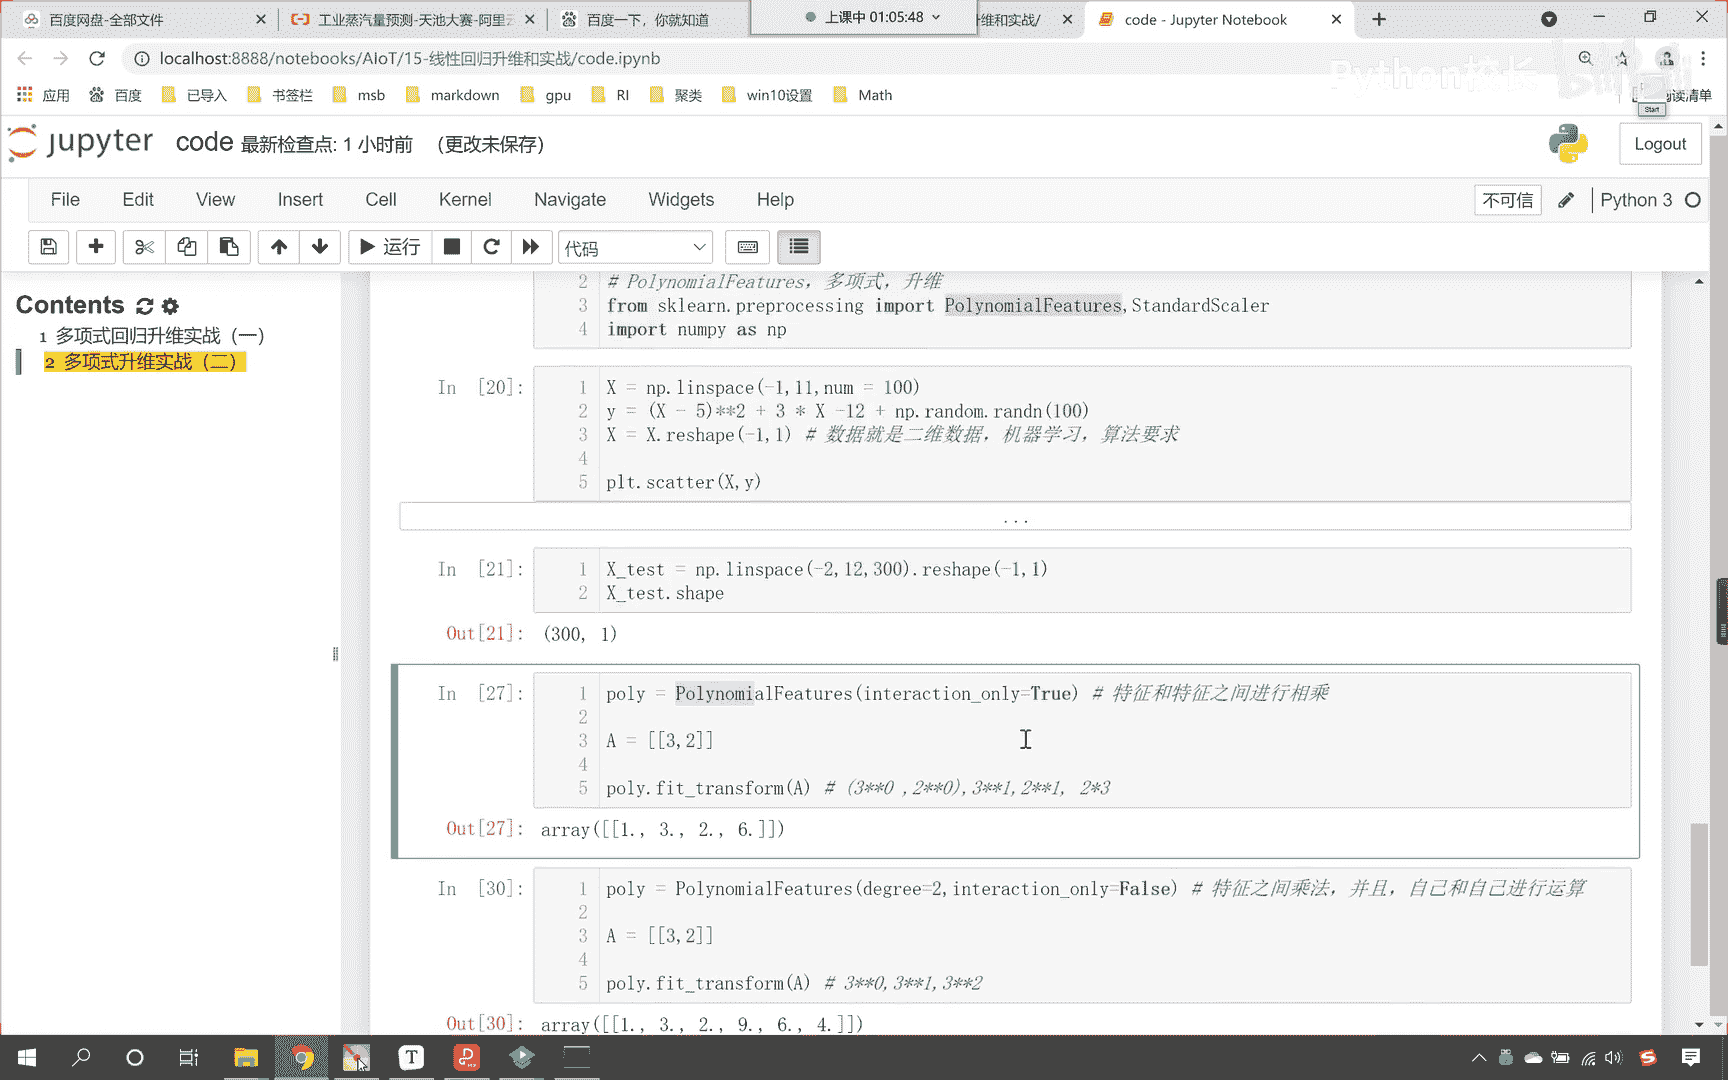 百度网盘-全部文件
工业蒸汽量预测-天池大赛-阿里云
百度一下，你就知道
上课中 01:05:48
升维和实战/
code - Jupyter Notebook
localhost:8888/notebooks/AIoT/15-线性回归升维和实战/code.ipynb
Python校长
应用 百度 已导入 书签栏 msb markdown gpu RI 聚类 win10设置 Math 阅读清单
Start
jupyter code 最新检查点: 1 小时前 (更改未保存)
Logout
File Edit View Insert Cell Kernel Navigate Widgets Help 不可信 Python 3
运行 代码
Contents
1 多项式回归升维实战（一）
2 多项式升维实战（二）
2 # PolynomialFeatures，多项式，升维
3 from sklearn.preprocessing import PolynomialFeatures,StandardScaler
4 import numpy as np
In [20]:
1 X = np.linspace(-1,11,num = 100)
2 y = (X - 5)**2 + 3 * X -12 + np.random.randn(100)
3 X = X.reshape(-1,1) # 数据就是二维数据，机器学习，算法要求
4
5 plt.scatter(X,y)
...
In [21]:
1 X_test = np.linspace(-2,12,300).reshape(-1,1)
2 X_test.shape
Out[21]: (300, 1)
In [27]:
1 poly = PolynomialFeatures(interaction_only=True) # 特征和特征之间进行相乘
2
3 A = [[3,2]]
4
5 poly.fit_transform(A) # (3**0 ,2**0),3**1,2**1, 2*3
Out[27]: array([[1., 3., 2., 6.]])
In [30]:
1 poly = PolynomialFeatures(degree=2,interaction_only=False) # 特征之间乘法，并且，自己和自己进行运算
2
3 A = [[3,2]]
4
5 poly.fit_transform(A) # 3**0,3**1,3**2
Out[30]: array([[1., 3., 2., 9., 6., 4.]])